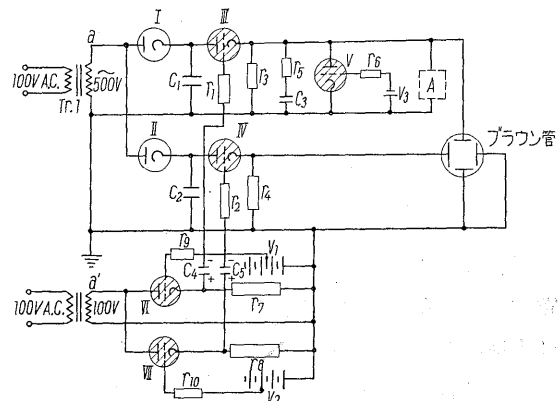 I
III
a
100V A.C.
Tr.1
500V
C1
r1
r3
r5
C3
V
r6
V3
A
ブラウン管
II
IV
C2
r2
r4
r9
V1
C4
C5
- -
+ +
a'
100V A.C.
100V
VI
r7
VII
r8
r10
V2